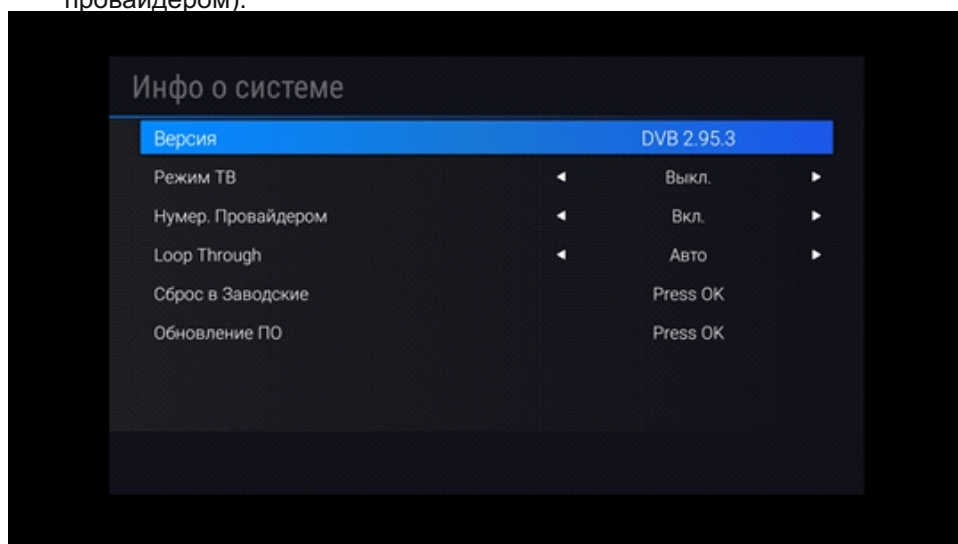 провайдером).
Инфо о системе
Версия DVB 2.95.3
Режим ТВ Выкл.
Нумер. Провайдером Вкл.
Loop Through Авто
Сброс в Заводские Press OK
Обновление ПО Press OK